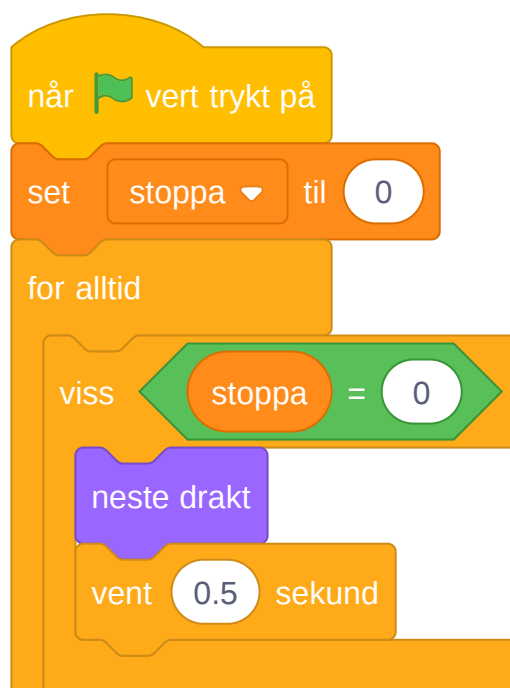 når vert trykt på
set stoppa til 0
for alltid
viss stoppa = 0
neste drakt
vent 0.5 sekund